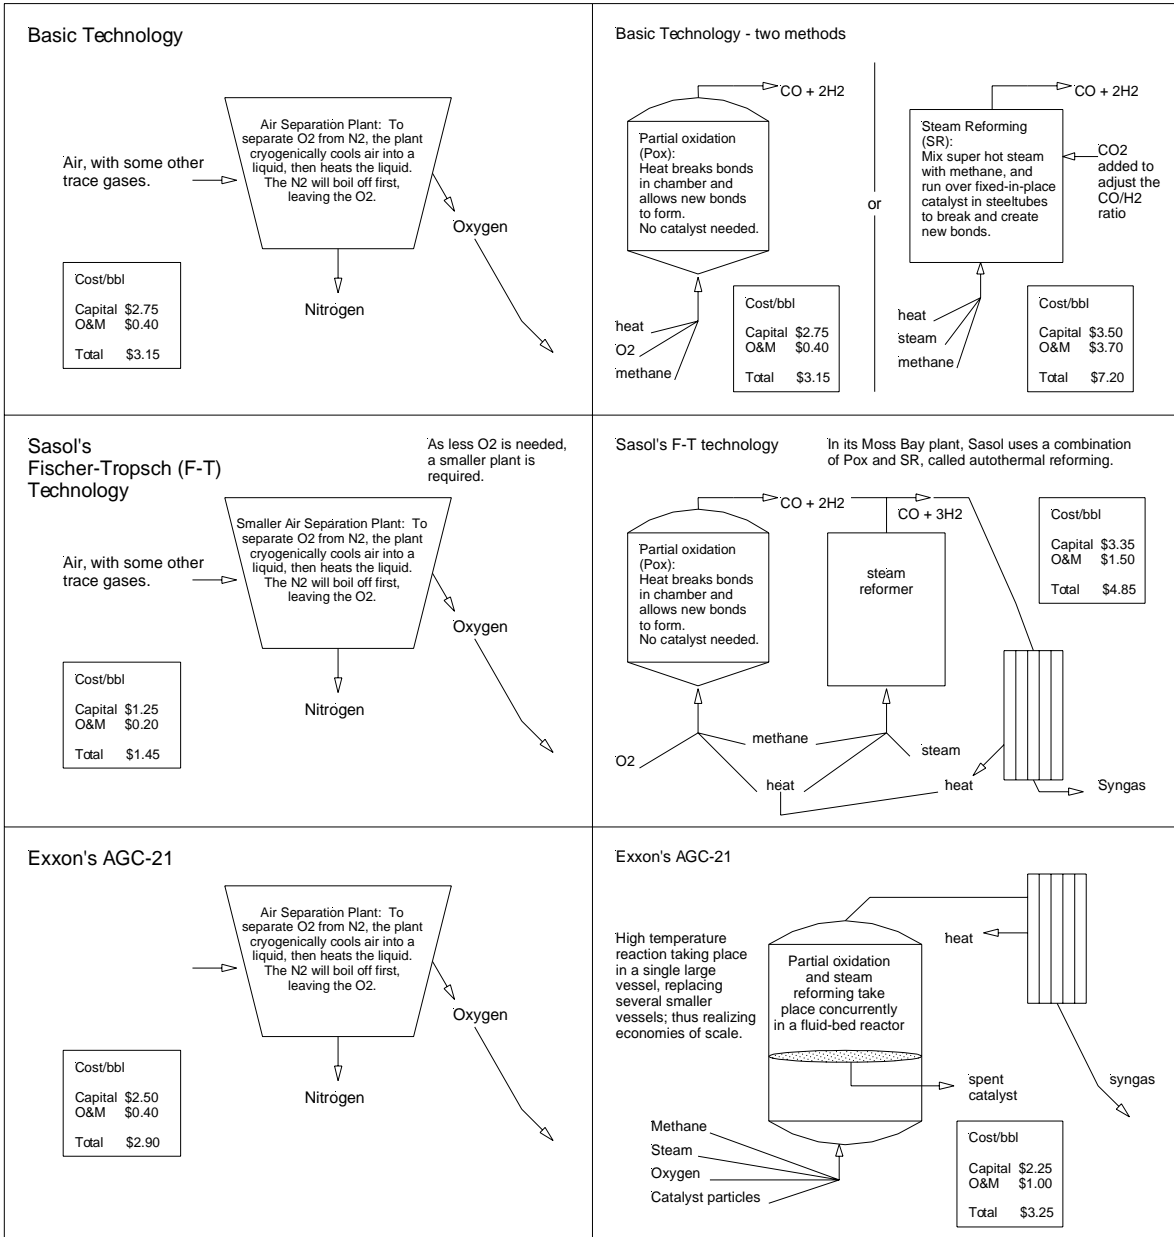 Basic Technology
Air Separation Plant: To
separate O2 from N2, the plant
cryogenically cools air into a
liquid, then heats the liquid.
The N2 will boil off first,
leaving the O2.
Air, with some other
trace gases.
Oxygen
Nitrogen
Cost/bbl
Capital $2.75
O&M $0.40
Total $3.15
Basic Technology - two methods
CO + 2H2
Partial oxidation
(Pox):
Heat breaks bonds
in chamber and
allows new bonds
to form.
No catalyst needed.
heat
O2
methane
Cost/bbl
Capital $2.75
O&M $0.40
Total $3.15
or
CO + 2H2
Steam Reforming
(SR):
Mix super hot steam
with methane, and
run over fixed-in-place
catalyst in steeltubes
to break and create
new bonds.
CO2
added to
adjust the
CO/H2
ratio
heat
steam
methane
Cost/bbl
Capital $3.50
O&M $3.70
Total $7.20
Sasol's
Fischer-Tropsch (F-T)
Technology
As less O2 is needed,
a smaller plant is
required.
Smaller Air Separation Plant: To
separate O2 from N2, the plant
cryogenically cools air into a
liquid, then heats the liquid.
The N2 will boil off first,
leaving the O2.
Air, with some other
trace gases.
Oxygen
Nitrogen
Cost/bbl
Capital $1.25
O&M $0.20
Total $1.45
Sasol's F-T technology
In its Moss Bay plant, Sasol uses a combination
of Pox and SR, called autothermal reforming.
CO + 2H2
CO + 3H2
Partial oxidation
(Pox):
Heat breaks bonds
in chamber and
allows new bonds
to form.
No catalyst needed.
steam
reformer
Cost/bbl
Capital $3.35
O&M $1.50
Total $4.85
O2
methane
steam
heat
heat
Syngas
Exxon's AGC-21
Air Separation Plant: To
separate O2 from N2, the plant
cryogenically cools air into a
liquid, then heats the liquid.
The N2 will boil off first,
leaving the O2.
Oxygen
Nitrogen
Cost/bbl
Capital $2.50
O&M $0.40
Total $2.90
Exxon's AGC-21
High temperature
reaction taking place
in a single large
vessel, replacing
several smaller
vessels; thus realizing
economies of scale.
Partial oxidation
and steam
reforming take
place concurrently
in a fluid-bed reactor
heat
syngas
spent
catalyst
Methane
Steam
Oxygen
Catalyst particles
Cost/bbl
Capital $2.25
O&M $1.00
Total $3.25